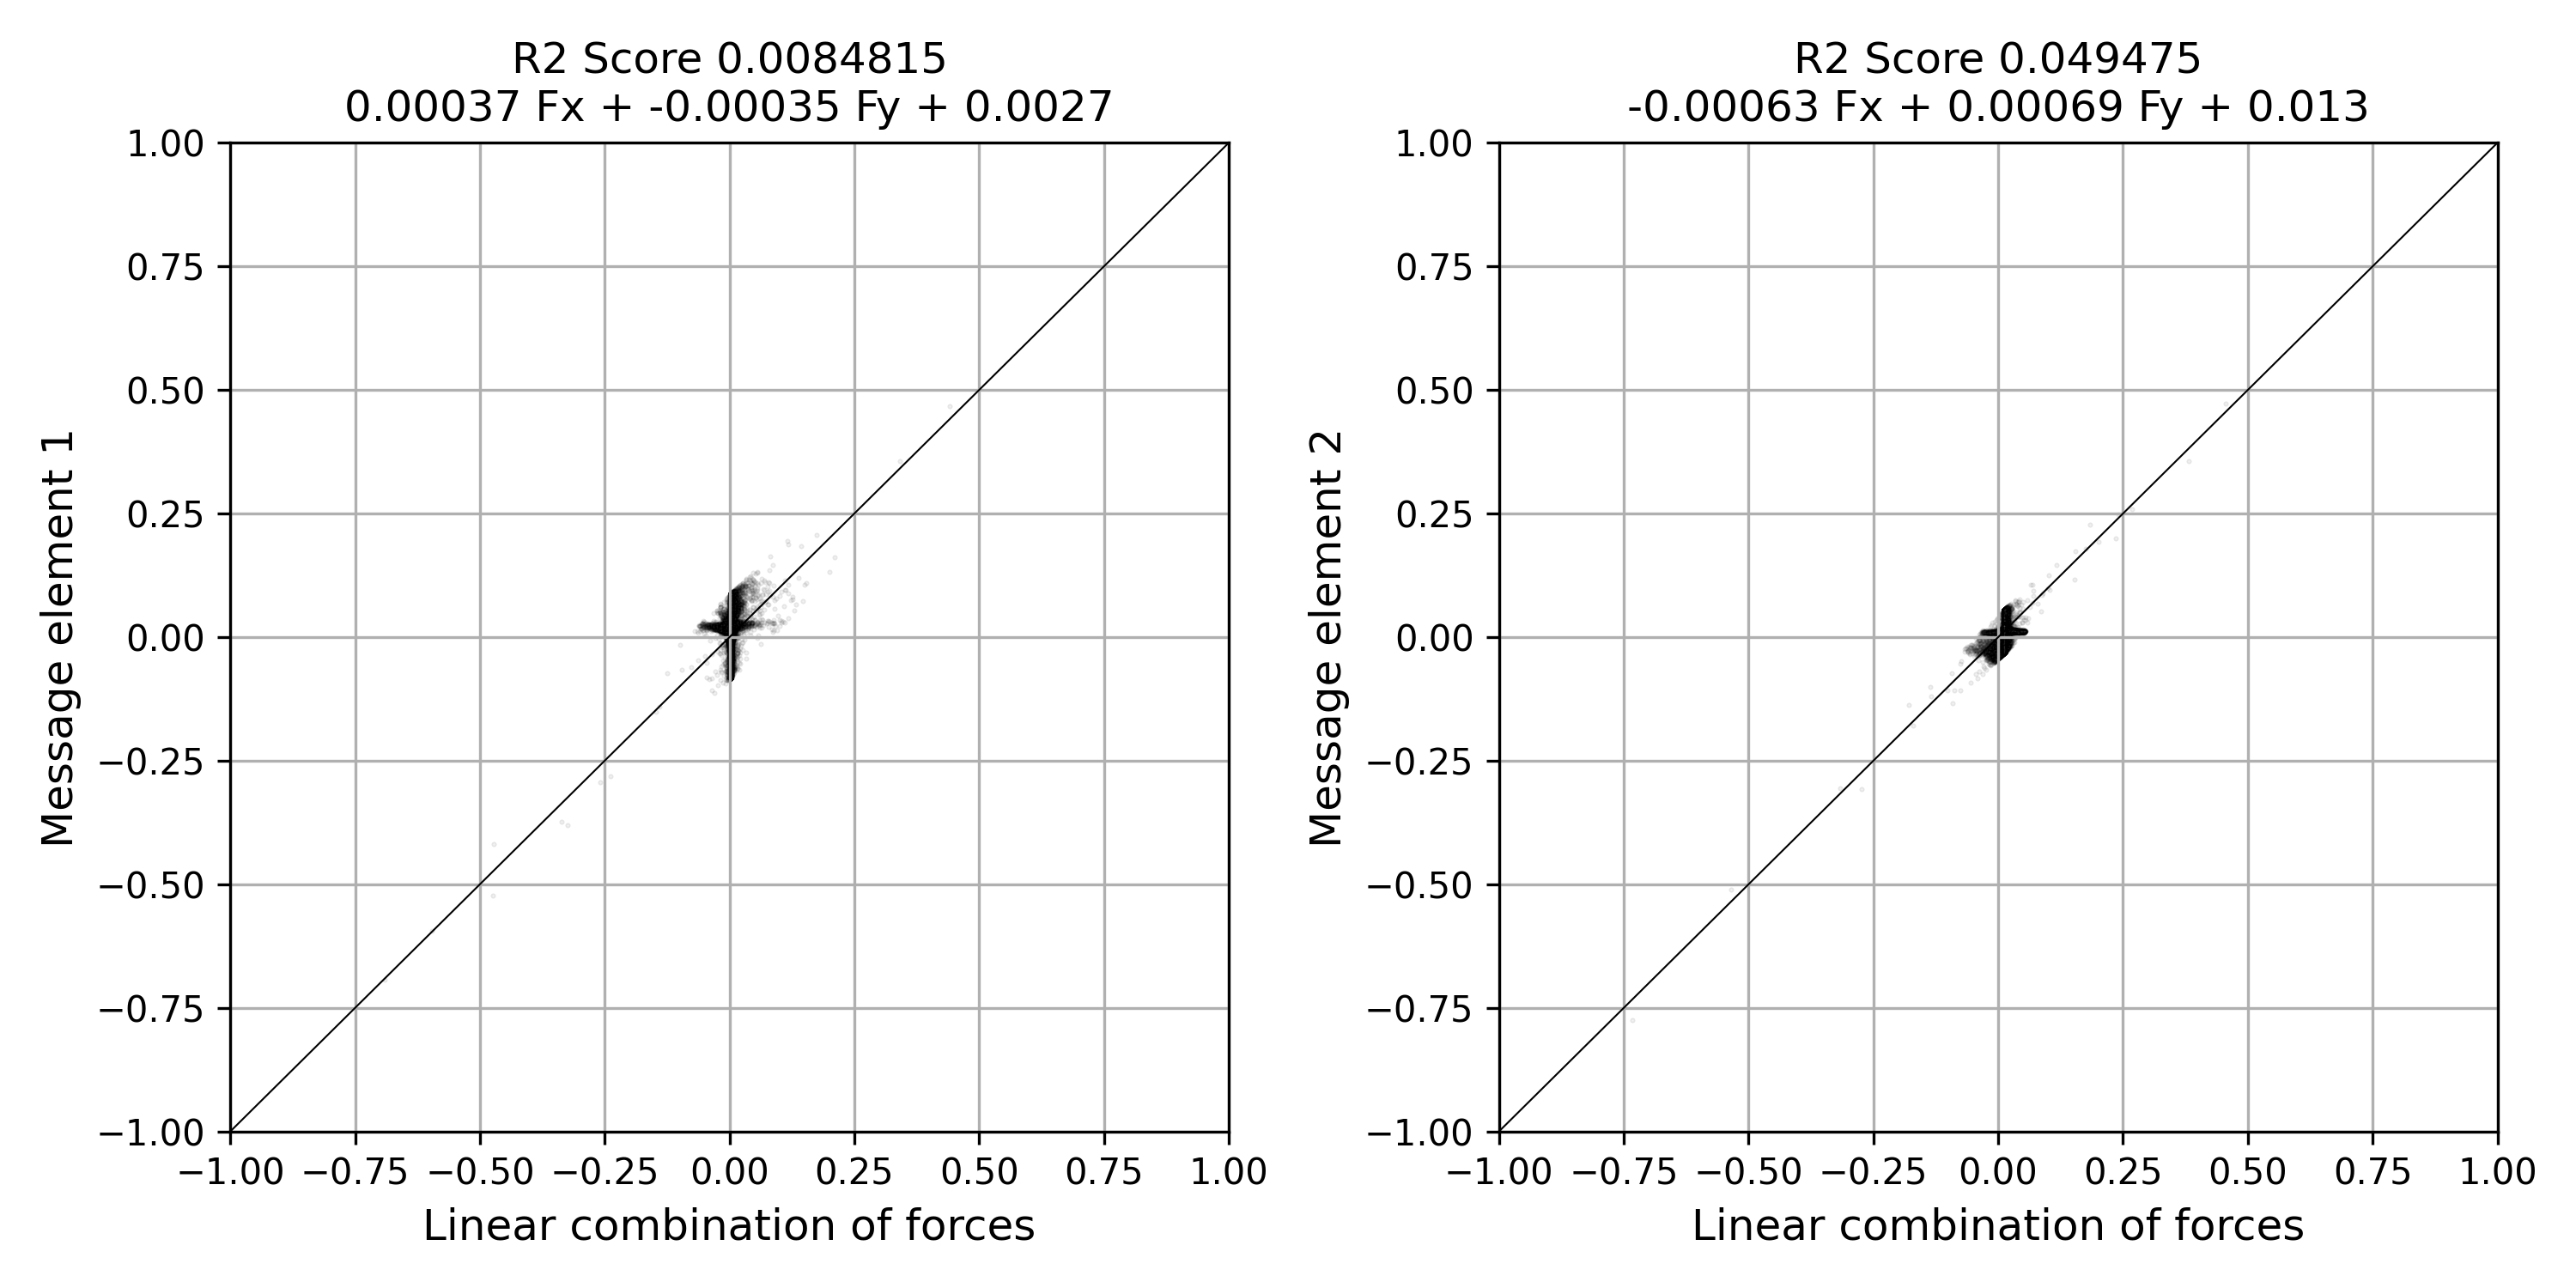 R2 Score 0.0084815
0.00037 Fx + -0.00035 Fy + 0.0027
1.00
0.75
0.50
0.25
0.00
−0.25
−0.50
−0.75
−1.00
Message element 1
−1.00 −0.75 −0.50 −0.25 0.00 0.25 0.50 0.75 1.00
Linear combination of forces
R2 Score 0.049475
-0.00063 Fx + 0.00069 Fy + 0.013
1.00
0.75
0.50
0.25
0.00
−0.25
−0.50
−0.75
−1.00
Message element 2
−1.00 −0.75 −0.50 −0.25 0.00 0.25 0.50 0.75 1.00
Linear combination of forces